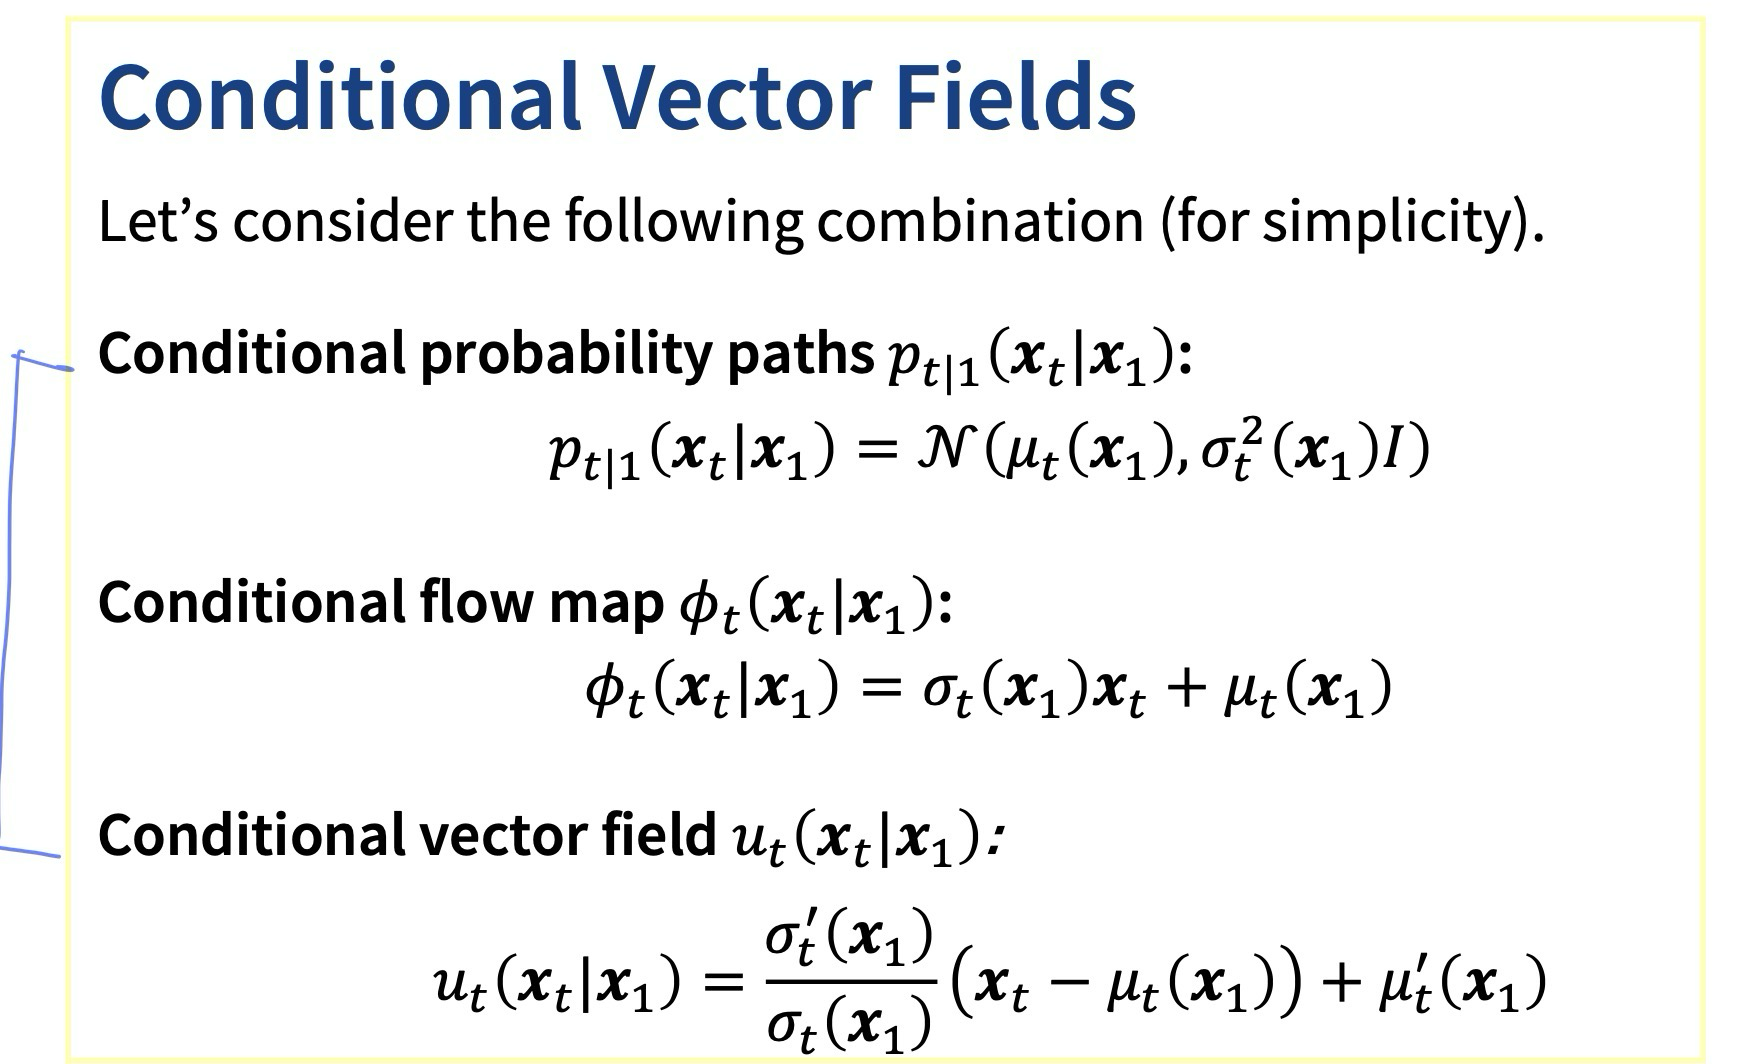 Conditional Vector Fields
Let's consider the following combination (for simplicity).
Conditional probability paths $p_{t|1}(\boldsymbol{x}_t|\boldsymbol{x}_1)$:
$p_{t|1}(\boldsymbol{x}_t|\boldsymbol{x}_1) = \mathcal{N}(\mu_t(\boldsymbol{x}_1), \sigma_t^2(\boldsymbol{x}_1)I)$
Conditional flow map $\phi_t(\boldsymbol{x}_t|\boldsymbol{x}_1)$:
$\phi_t(\boldsymbol{x}_t|\boldsymbol{x}_1) = \sigma_t(\boldsymbol{x}_1)\boldsymbol{x}_t + \mu_t(\boldsymbol{x}_1)$
Conditional vector field $u_t(\boldsymbol{x}_t|\boldsymbol{x}_1)$:
$u_t(\boldsymbol{x}_t|\boldsymbol{x}_1) = \frac{\sigma_t'(\boldsymbol{x}_1)}{\sigma_t(\boldsymbol{x}_1)}(\boldsymbol{x}_t - \mu_t(\boldsymbol{x}_1)) + \mu_t'(\boldsymbol{x}_1)$